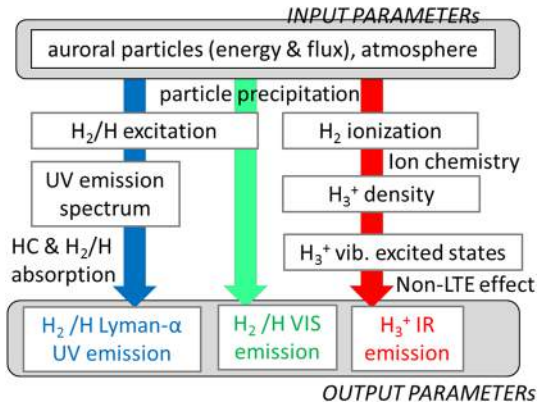 INPUT PARAMETERs
auroral particles (energy & flux), atmosphere
particle precipitation
H₂/H excitation
H₂ ionization
Ion chemistry
UV emission
spectrum
H₃⁺ density
HC & H₂/H
absorption
H₃⁺ vib. excited states
Non-LTE effect
H₂ /H Lyman-α
UV emission
H₂ /H VIS
emission
H₃⁺ IR
emission
OUTPUT PARAMETERs